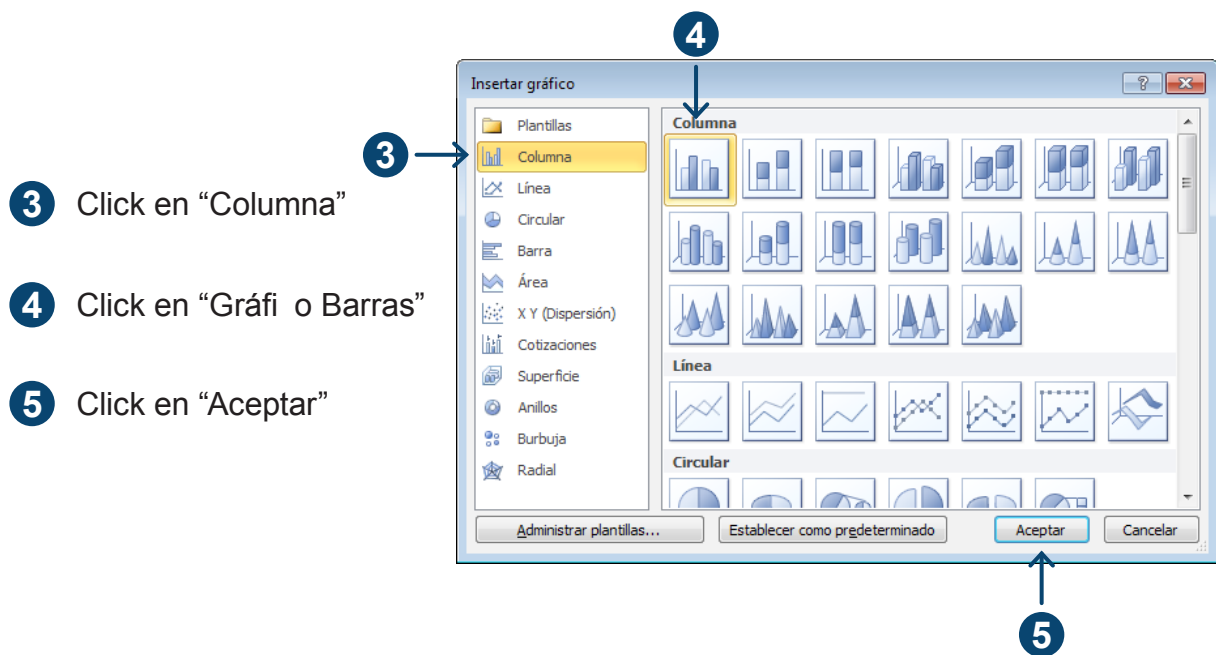 4
Insertar gráfico
3
Plantillas
Columna
Línea
Circular
Barra
Área
X Y (Dispersión)
Cotizaciones
Superficie
Anillos
Burbuja
Radial
Columna
Línea
Circular
Administrar plantillas...
Establecer como predeterminado
Aceptar
Cancelar
5
3 Click en “Columna”
4 Click en “Gráfi o Barras”
5 Click en “Aceptar”